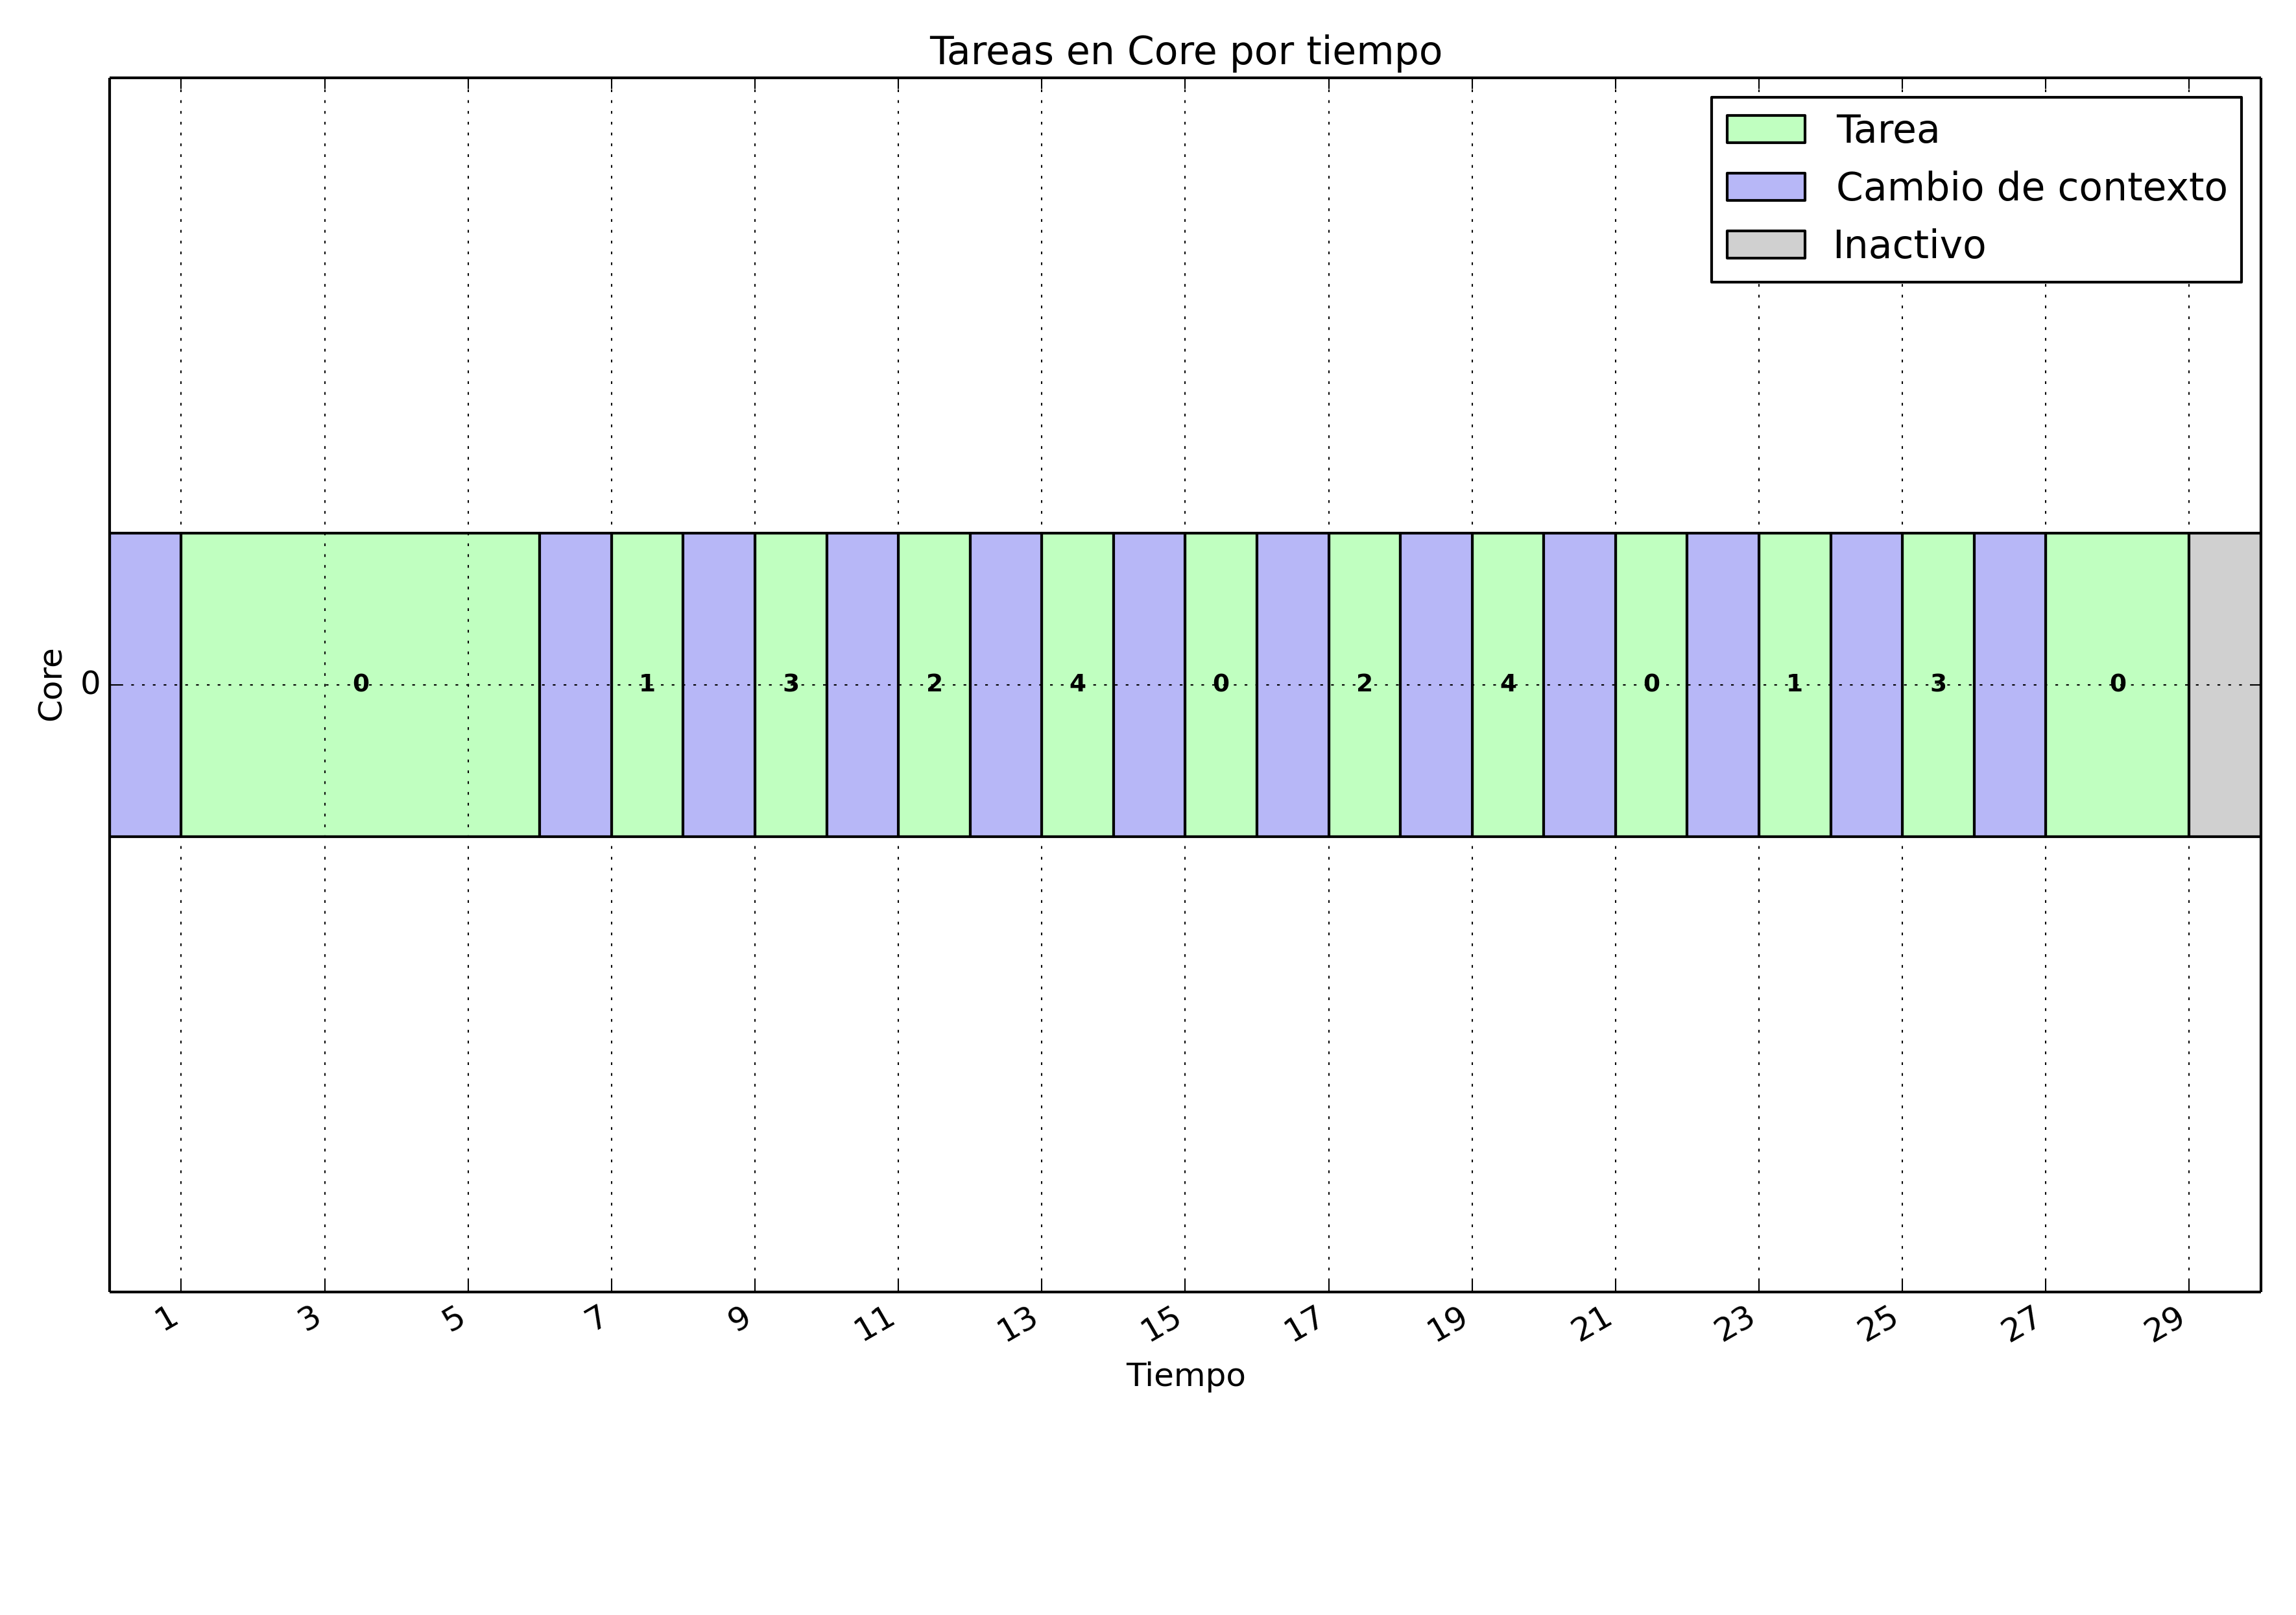 Tareas en Core por tiempo
Tarea
Cambio de contexto
Inactivo
Core
0
0 1 3 2 4 0 2 4 0 1 3 0
1 3 5 7 9 11 13 15 17 19 21 23 25 27 29
Tiempo